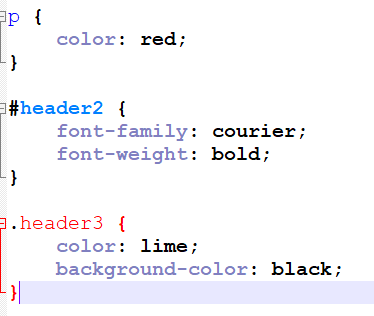 p {
    color: red;
}
#header2 {
    font-family: courier;
    font-weight: bold;
}
.header3 {
    color: lime;
    background-color: black;
}